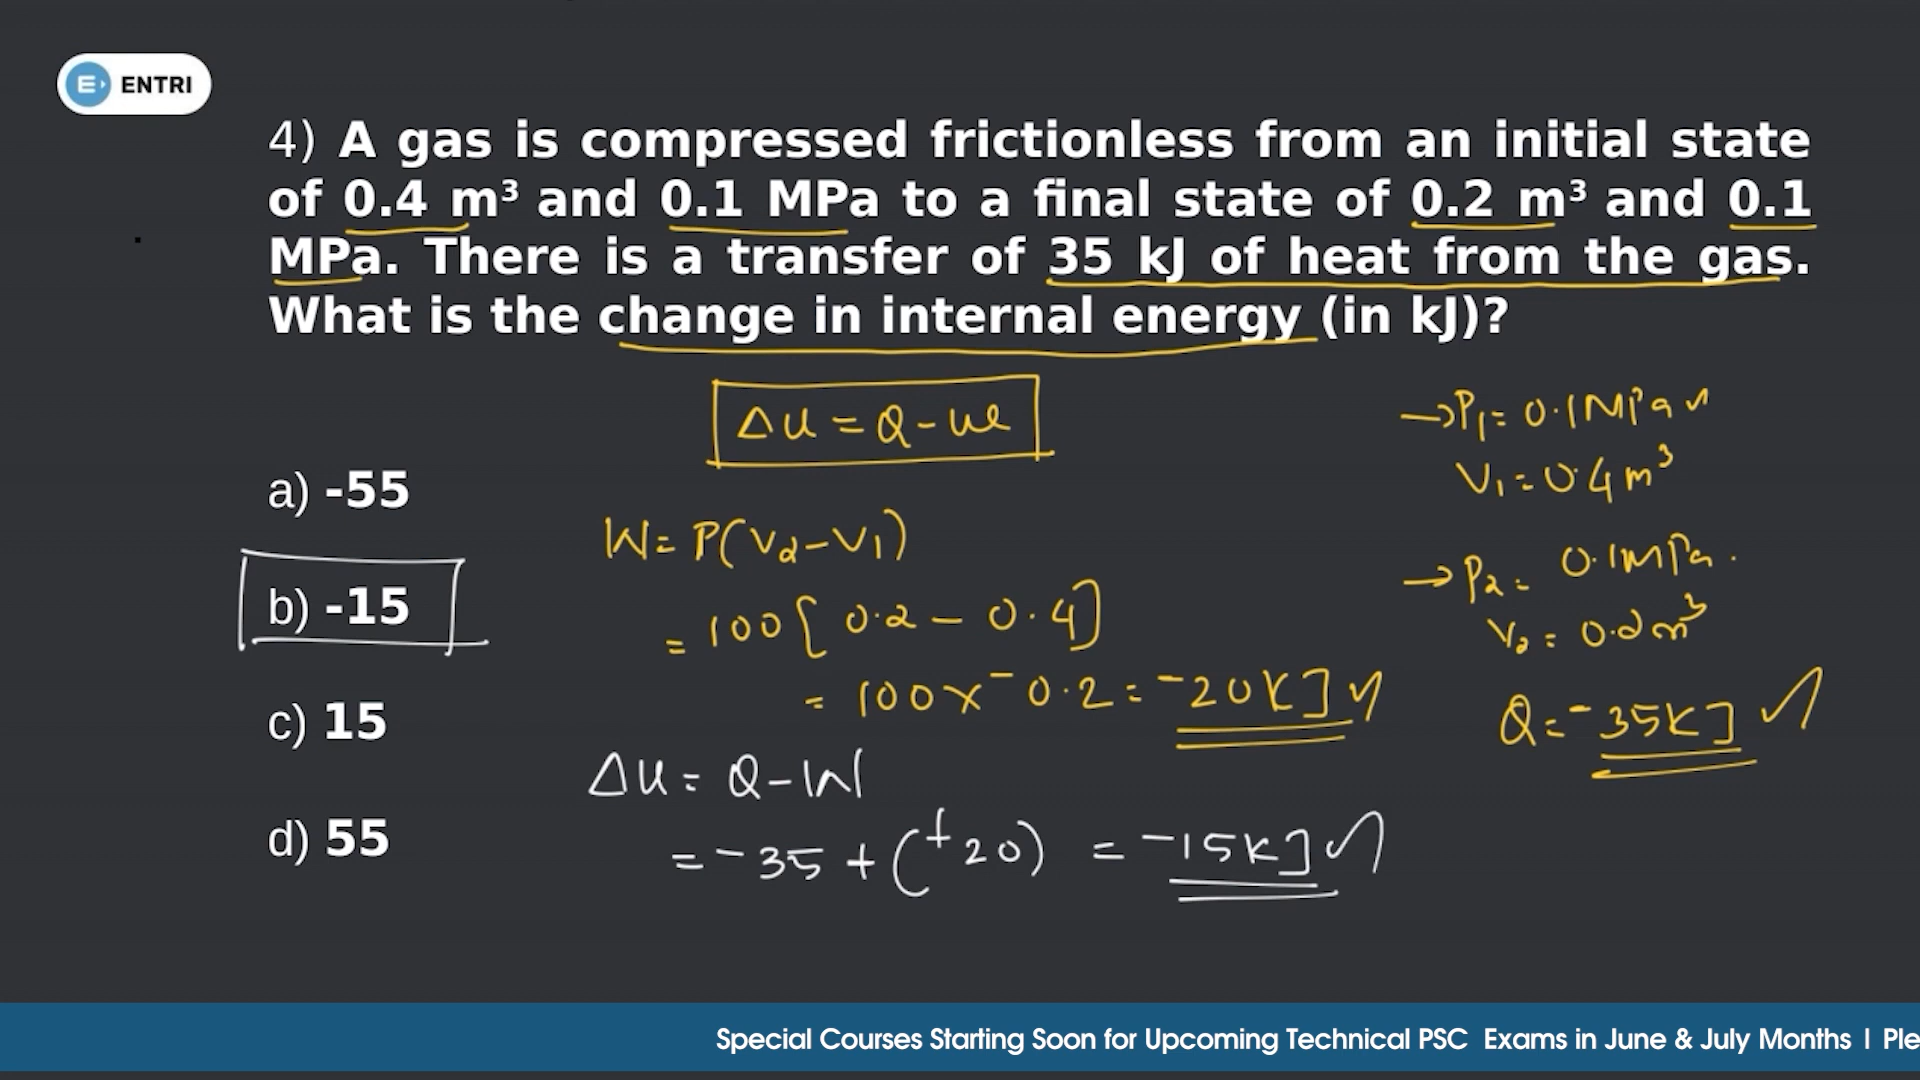 ENTRI
4) A gas is compressed frictionless from an initial state
of 0.4 m³ and 0.1 MPa to a final state of 0.2 m³ and 0.1
MPa. There is a transfer of 35 kJ of heat from the gas.
What is the change in internal energy (in kJ)?
ΔU = Q-W
→P₁= 0.1MPa
V₁=0.4m³
a) -55
W= P(V₂-V₁)
→P₂= 0.1MPa.
b) -15
= 100[0.2 - 0.4]
V₂ = 0.2m³
= 100x-0.2 = -20KJ
c) 15
Q=-35KJ
ΔU= Q-W
d) 55
= -35 + (+20) = -15KJ
Special Courses Starting Soon for Upcoming Technical PSC Exams in June & July Months | Ple